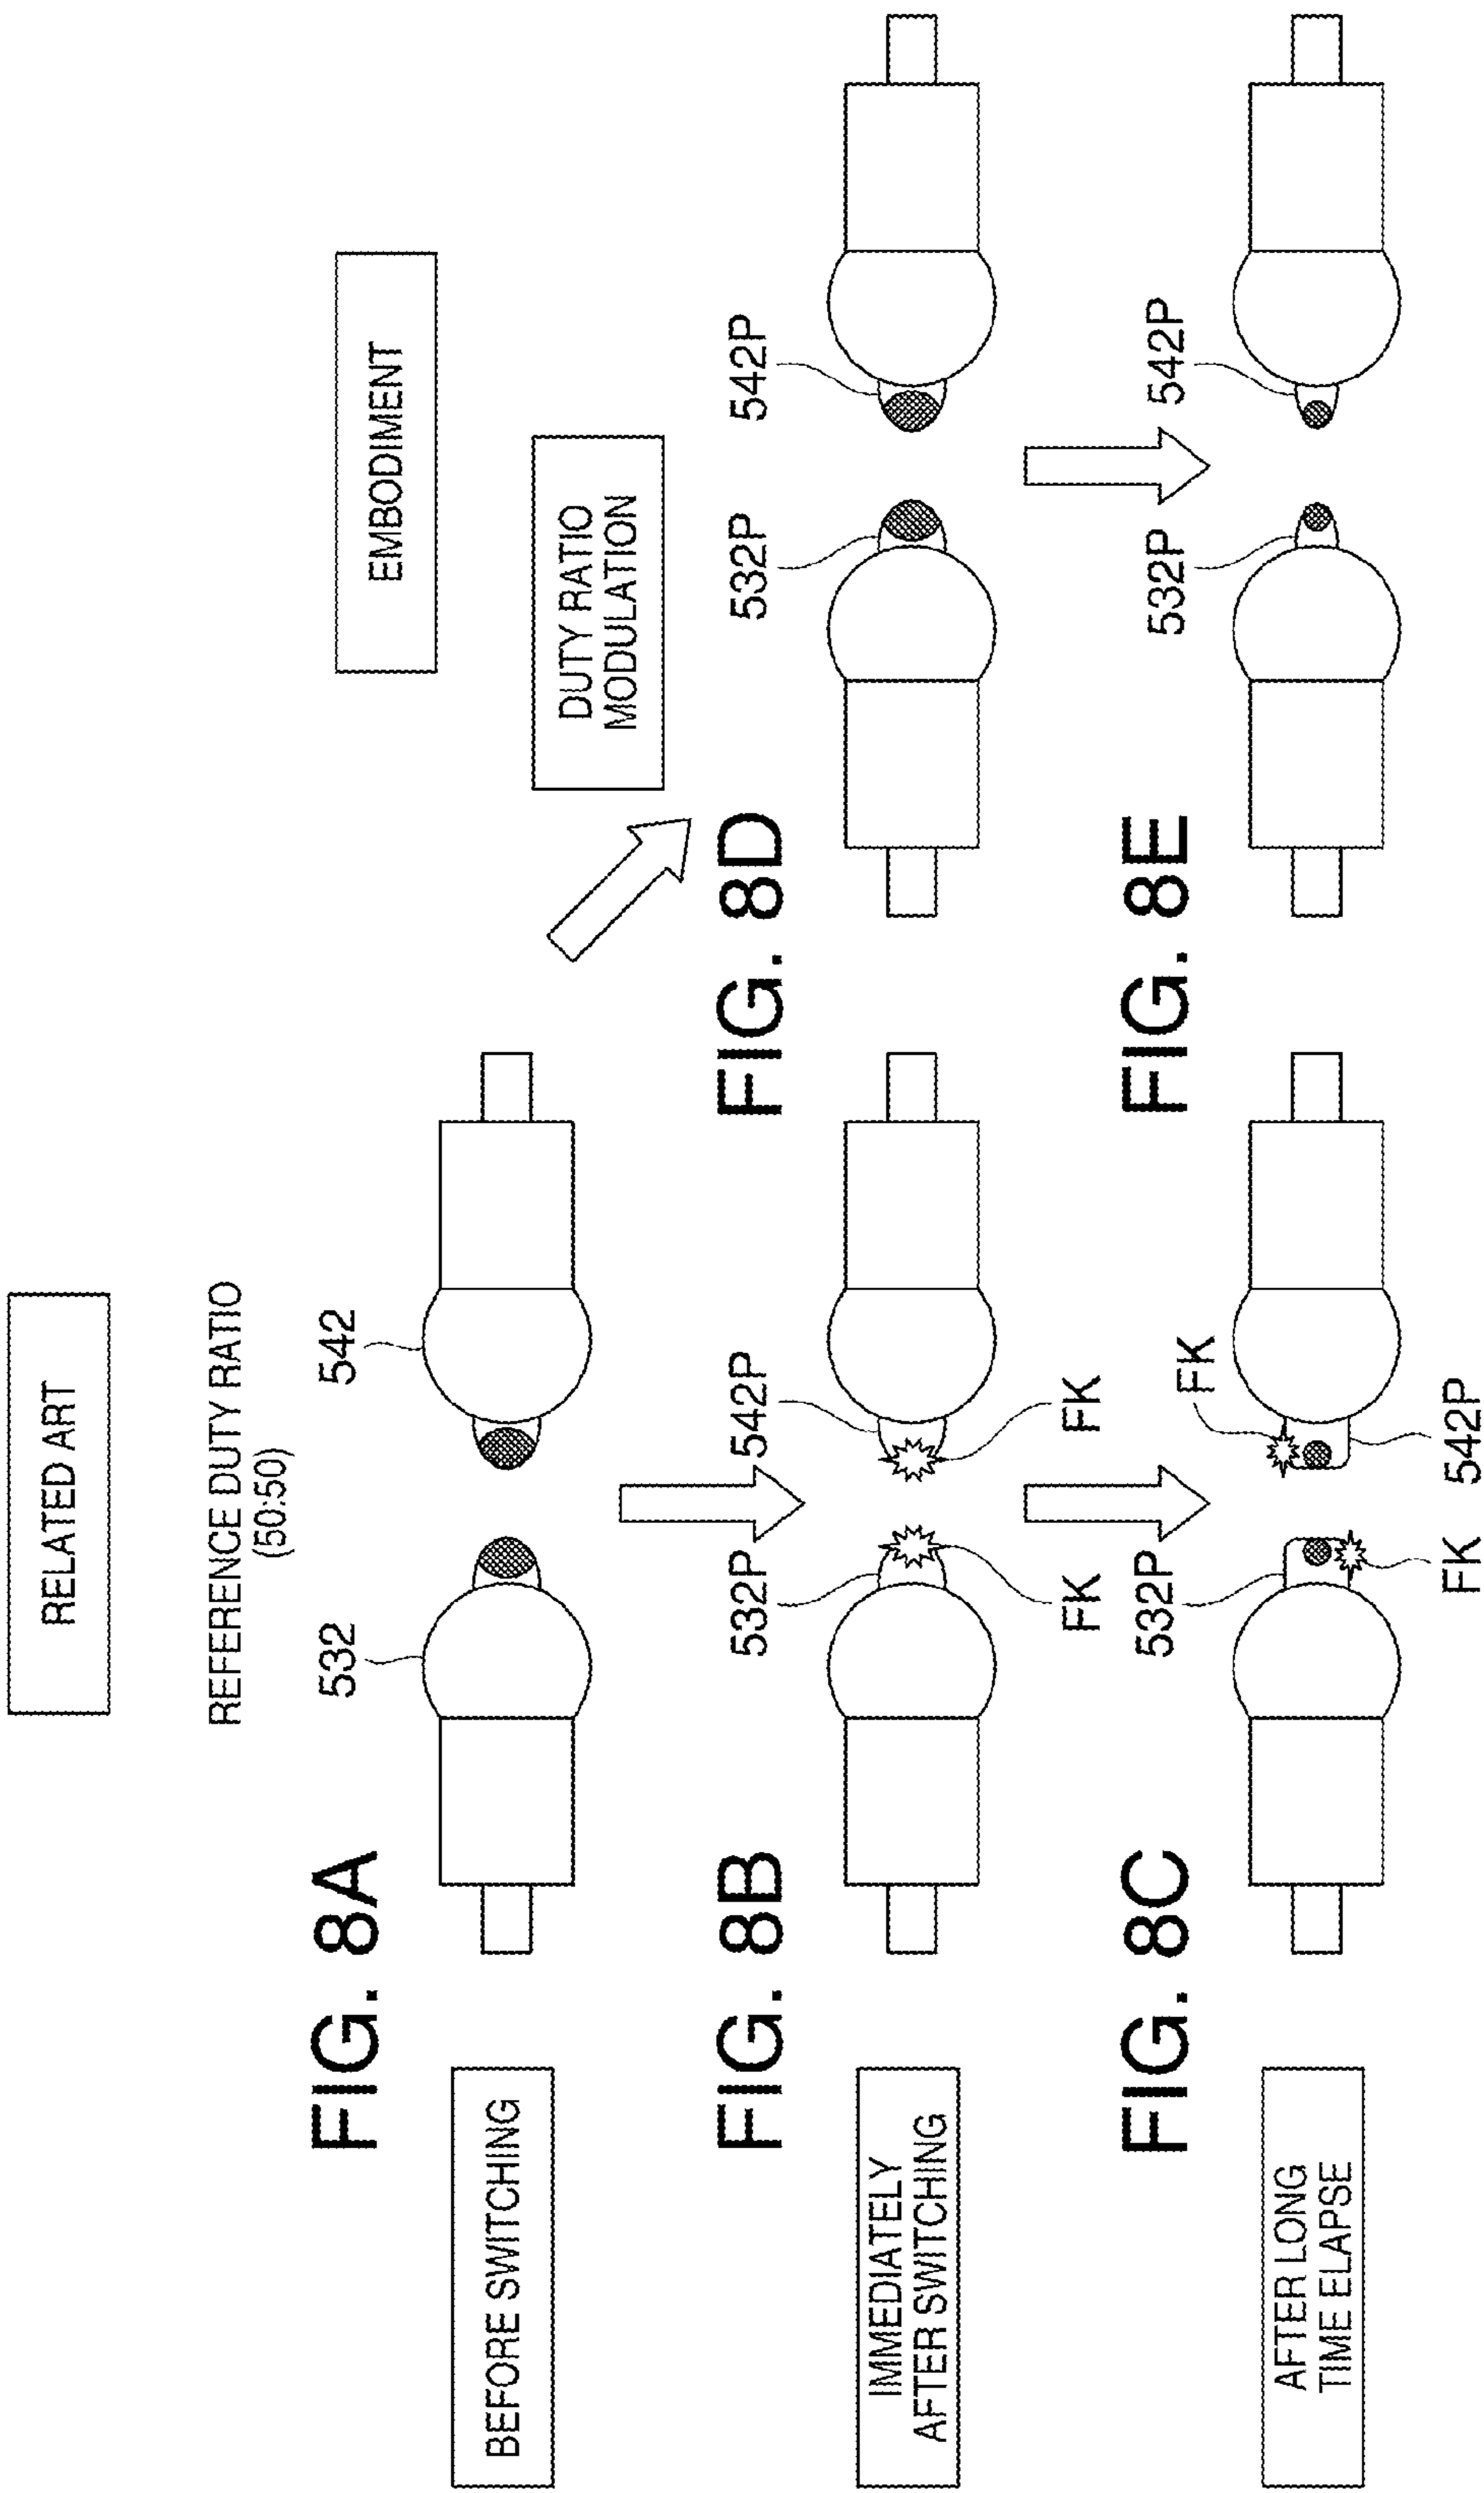 RELATED ART
EMBODIMENT
REFERENCE DUTY RATIO
(50:50)
DUTY RATIO
MODULATION
FIG. 8A
532
542
BEFORE SWITCHING
FIG. 8B
532P
542P
FK
FK
IMMEDIATELY
AFTER SWITCHING
FIG. 8D
532P
542P
FIG. 8C
532P
FK
FK
542P
AFTER LONG
TIME ELAPSE
FIG. 8E
532P
542P